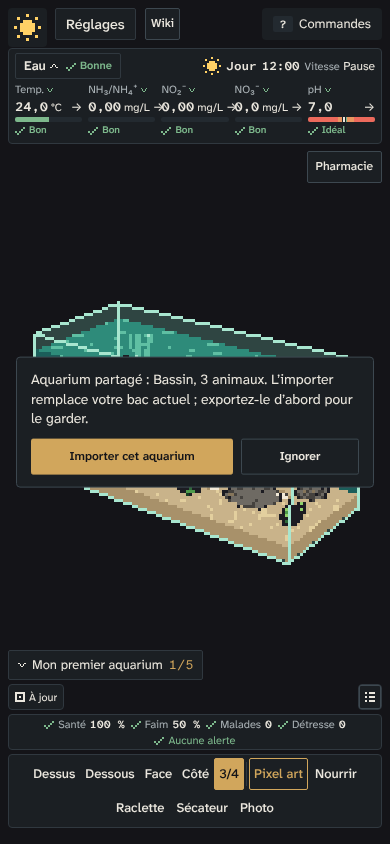 Réglages Wiki ? Commandes
Eau Bonne Jour 12:00 Vitesse Pause
Temp. NH₃/NH₄⁺ NO₂⁻ NO₃⁻ pH
24,0 °C → 0,00 mg/L → 0,00 mg/L → 0,0 mg/L → 7,0 →
Bon Bon Bon Bon Idéal
Pharmacie
Aquarium partagé : Bassin, 3 animaux. L'importer
remplace votre bac actuel ; exportez-le d'abord pour
le garder.
Importer cet aquarium Ignorer
Mon premier aquarium 1/5
À jour
Santé 100 % Faim 50 % Malades 0 Détresse 0
Aucune alerte
Dessus Dessous Face Côté 3/4 Pixel art Nourrir
Raclette Sécateur Photo